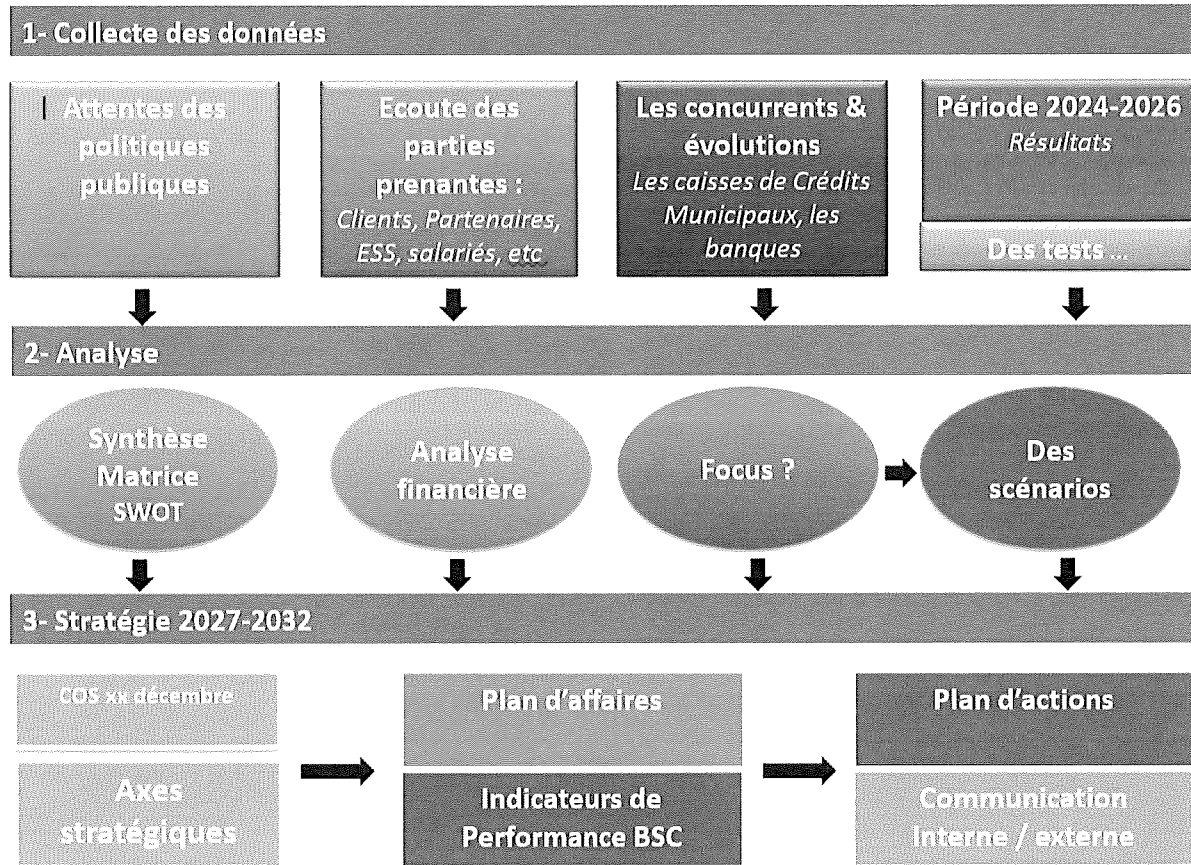 1- Collecte des données
Attentes des
politiques
publiques
Ecoute des
parties
prenantes :
Clients, Partenaires,
ESS, salariés, etc
Les concurrents &
évolutions
Les caisses de Crédits
Municipaux, les
banques
Période 2024-2026
Résultats
Des tests ...
2- Analyse
Synthèse
Matrice
SWOT
Analyse
financière
Focus ?
Des
scénarios
3- Stratégie 2027-2032
COS xx décembre
Axes
stratégiques
Plan d'affaires
Indicateurs de
Performance BSC
Plan d'actions
Communication
Interne / externe